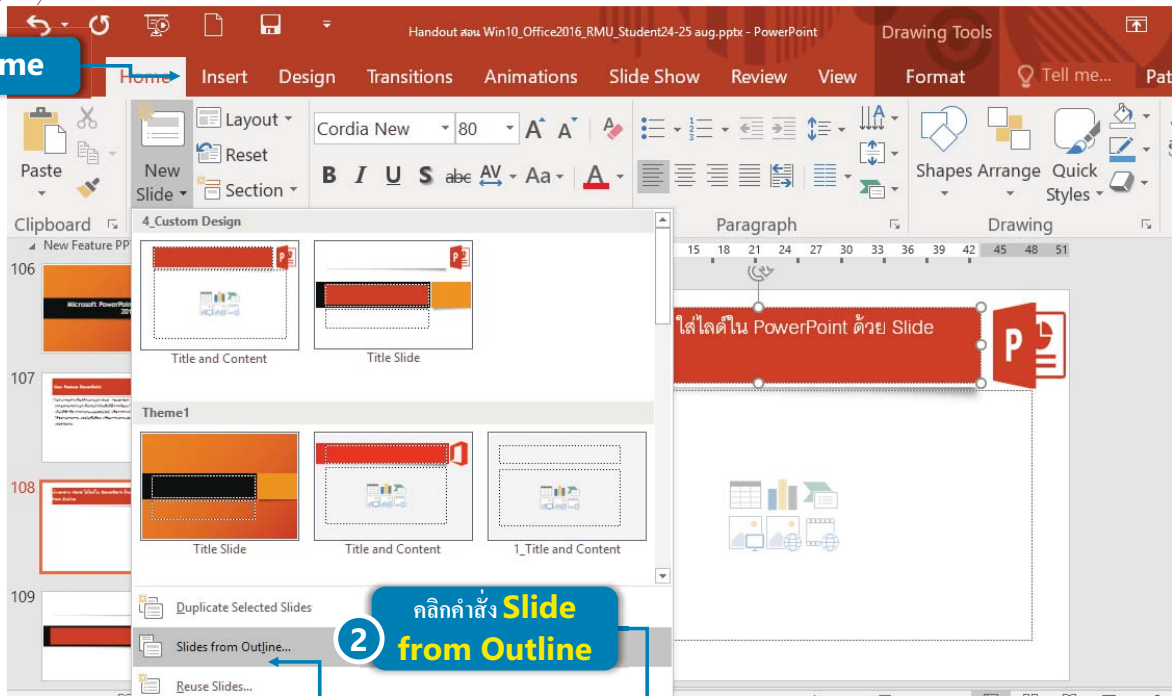 Handout สอน Win10_Office2016_RMU_Student24-25 aug.pptx - PowerPoint
Drawing Tools
me
Home Insert Design Transitions Animations Slide Show Review View Format Tell me... Pat
Paste
New Slide
Layout
Reset
Section
Cordia New 80
B I U S abc AV Aa A
Shapes Arrange Quick Styles
Clipboard Paragraph Drawing
New Feature PP
4_Custom Design
Title and Content Title Slide
Theme1
Title Slide Title and Content 1_Title and Content
Duplicate Selected Slides
Slides from Outline...
Reuse Slides...
106
107
108
109
15 18 21 24 27 30 33 36 39 42 45 48 51
ใส่ไลด์ใน PowerPoint ด้วย Slide
2
คลิกคำสั่ง Slide
from Outline